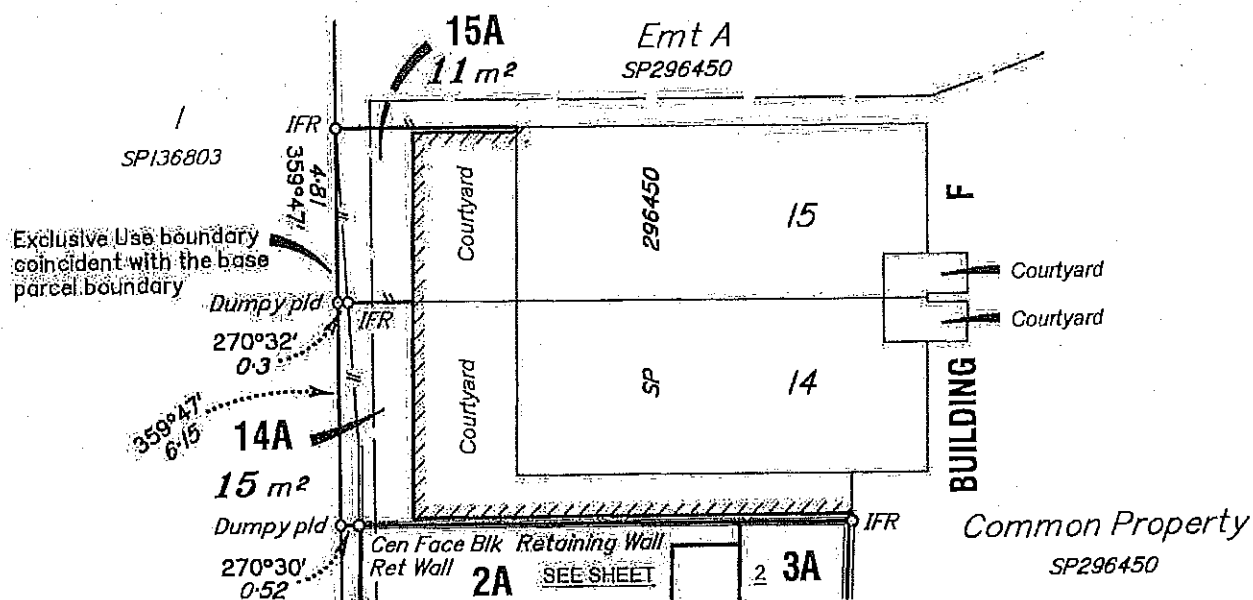 15A
11 m²
Emt A
SP296450
1
SP136803
IFR
4·81
359°47'
Exclusive Use boundary
coincident with the base
parcel boundary
Courtyard
SP 296450
15
F
Courtyard
Dumpy pld
IFR
270°32'
0·3
Courtyard
359°47'
6·15
14A
15 m²
Courtyard
14
BUILDING
Dumpy pld
270°30'
0·52
Cen Face Blk Retaining Wall
Ret Wall
2A
SEE SHEET 2
3A
IFR
Common Property
SP296450